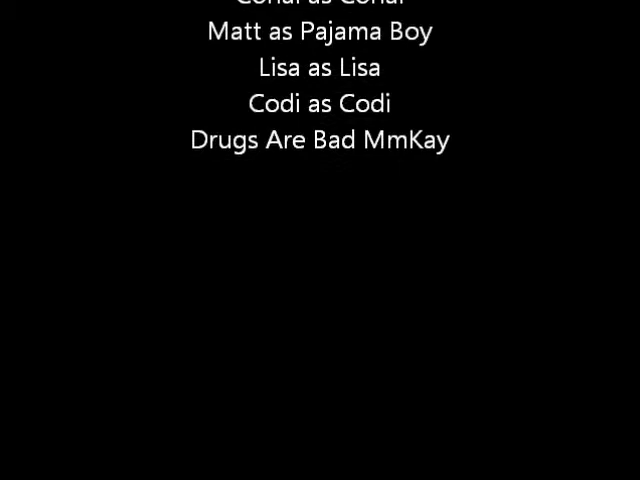 Matt as Pajama Boy
Lisa as Lisa
Codi as Codi
Drugs Are Bad MmKay